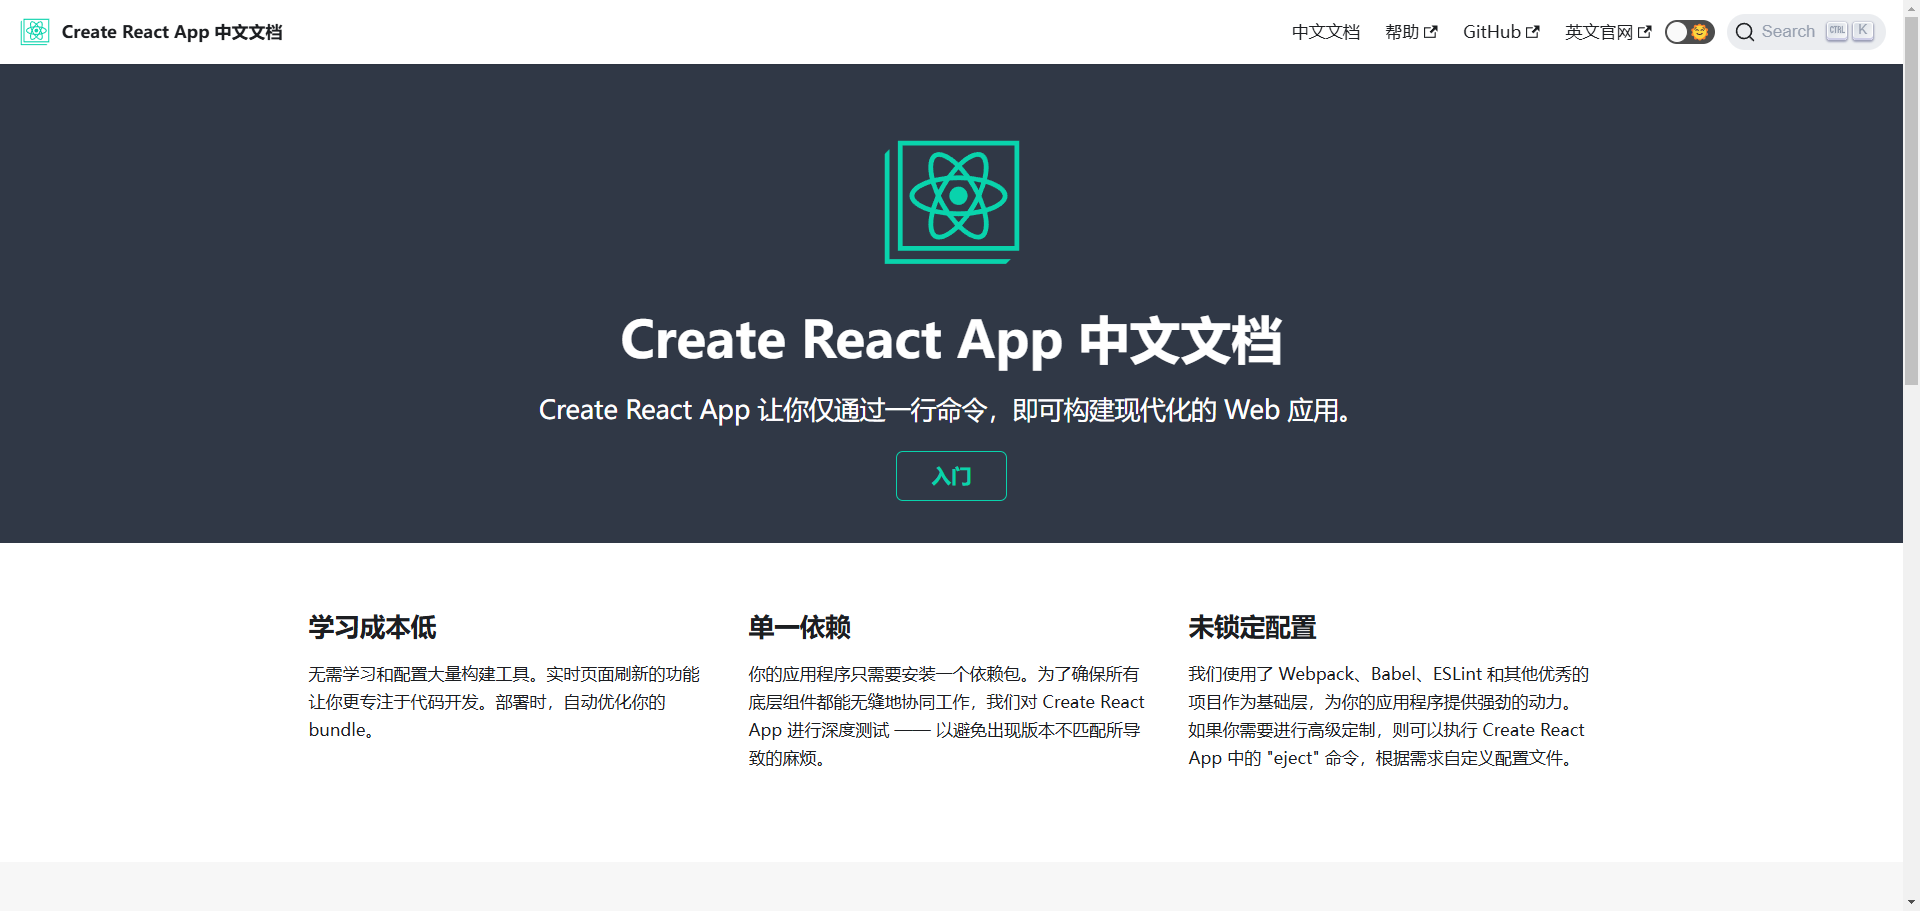 Create React App 中文文档
中文文档 帮助 GitHub 英文官网 Search CTRL K
Create React App 中文文档
Create React App 让你仅通过一行命令，即可构建现代化的 Web 应用。
入门
学习成本低
无需学习和配置大量构建工具。实时页面刷新的功能
让你更专注于代码开发。部署时，自动优化你的
bundle。
单一依赖
你的应用程序只需要安装一个依赖包。为了确保所有
底层组件都能无缝地协同工作，我们对 Create React
App 进行深度测试 —— 以避免出现版本不匹配所导
致的麻烦。
未锁定配置
我们使用了 Webpack、Babel、ESLint 和其他优秀的
项目作为基础层，为你的应用程序提供强劲的动力。
如果你需要进行高级定制，则可以执行 Create React
App 中的 "eject" 命令，根据需求自定义配置文件。